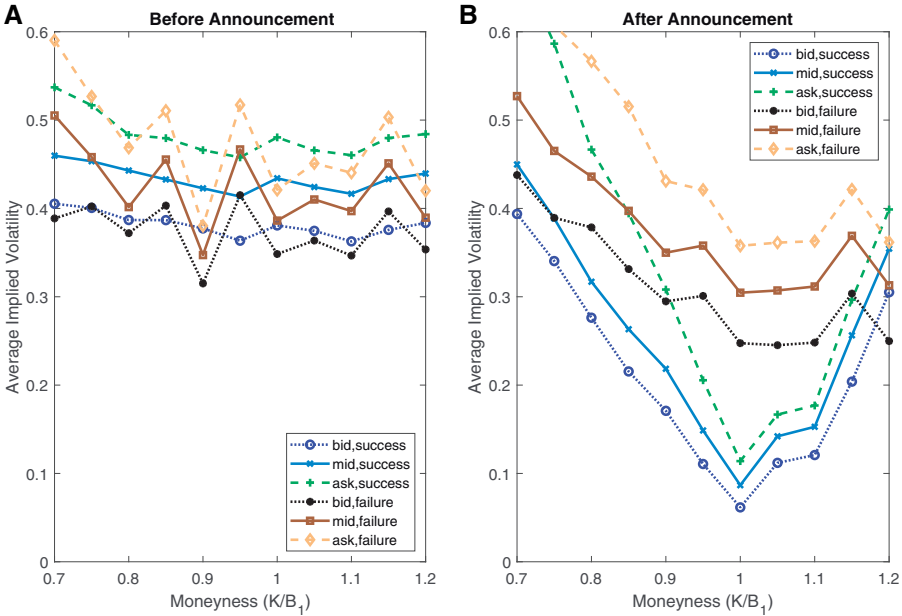 A
Before Announcement
0.6
0.5
0.4
0.3
0.2
0.1
0
Average Implied Volatility
bid,success
mid,success
ask,success
bid,failure
mid,failure
ask,failure
0.7
0.8
0.9
1
1.1
1.2
Moneyness (K/B₁)
B
After Announcement
0.6
0.5
0.4
0.3
0.2
0.1
0
Average Implied Volatility
bid,success
mid,success
ask,success
bid,failure
mid,failure
ask,failure
0.7
0.8
0.9
1
1.1
1.2
Moneyness (K/B₁)